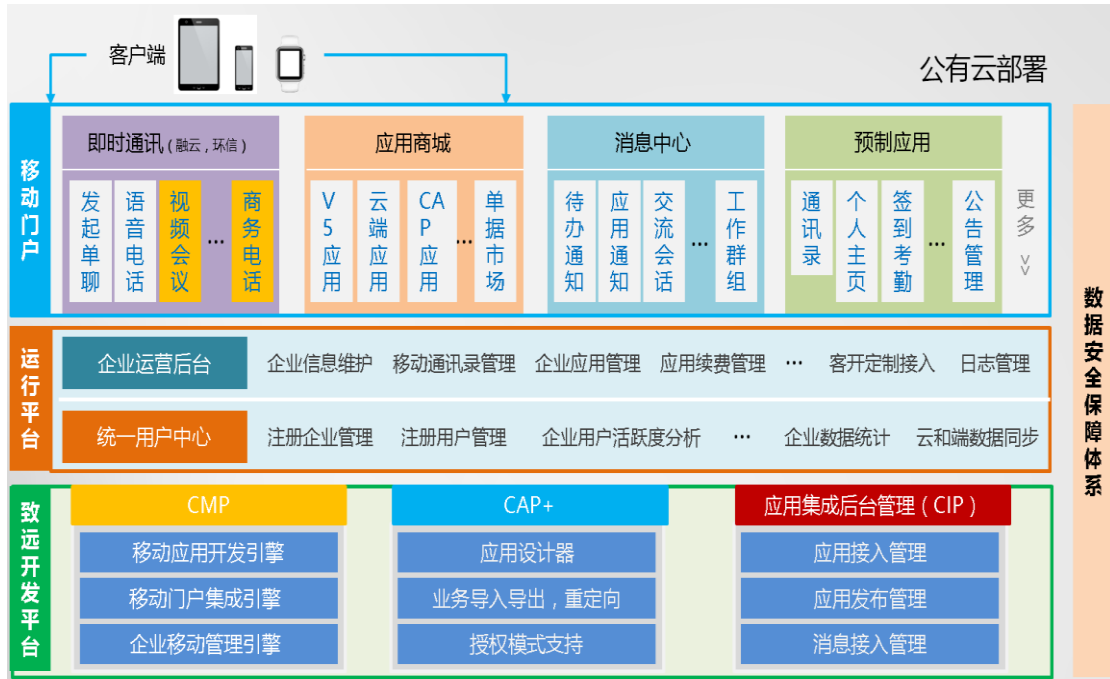 客户端
公有云部署
移动门户
即时通讯(融云,环信)
发起单聊
语音电话
视频会议
...
商务电话
应用商城
V5应用
云端应用
CAP应用
...
单据市场
消息中心
待办通知
应用通知
交流会话
...
工作群组
预制应用
通讯录
个人主页
签到考勤
...
公告管理
更多 >>
运行平台
企业运营后台
企业信息维护 移动通讯录管理 企业应用管理 应用续费管理 ... 客开定制接入 日志管理
统一用户中心
注册企业管理 注册用户管理 企业用户活跃度分析 ... 企业数据统计 云和端数据同步
致远开发平台
CMP
移动应用开发引擎
移动门户集成引擎
企业移动管理引擎
CAP+
应用设计器
业务导入导出,重定向
授权模式支持
应用集成后台管理(CIP)
应用接入管理
应用发布管理
消息接入管理
数据安全保障体系